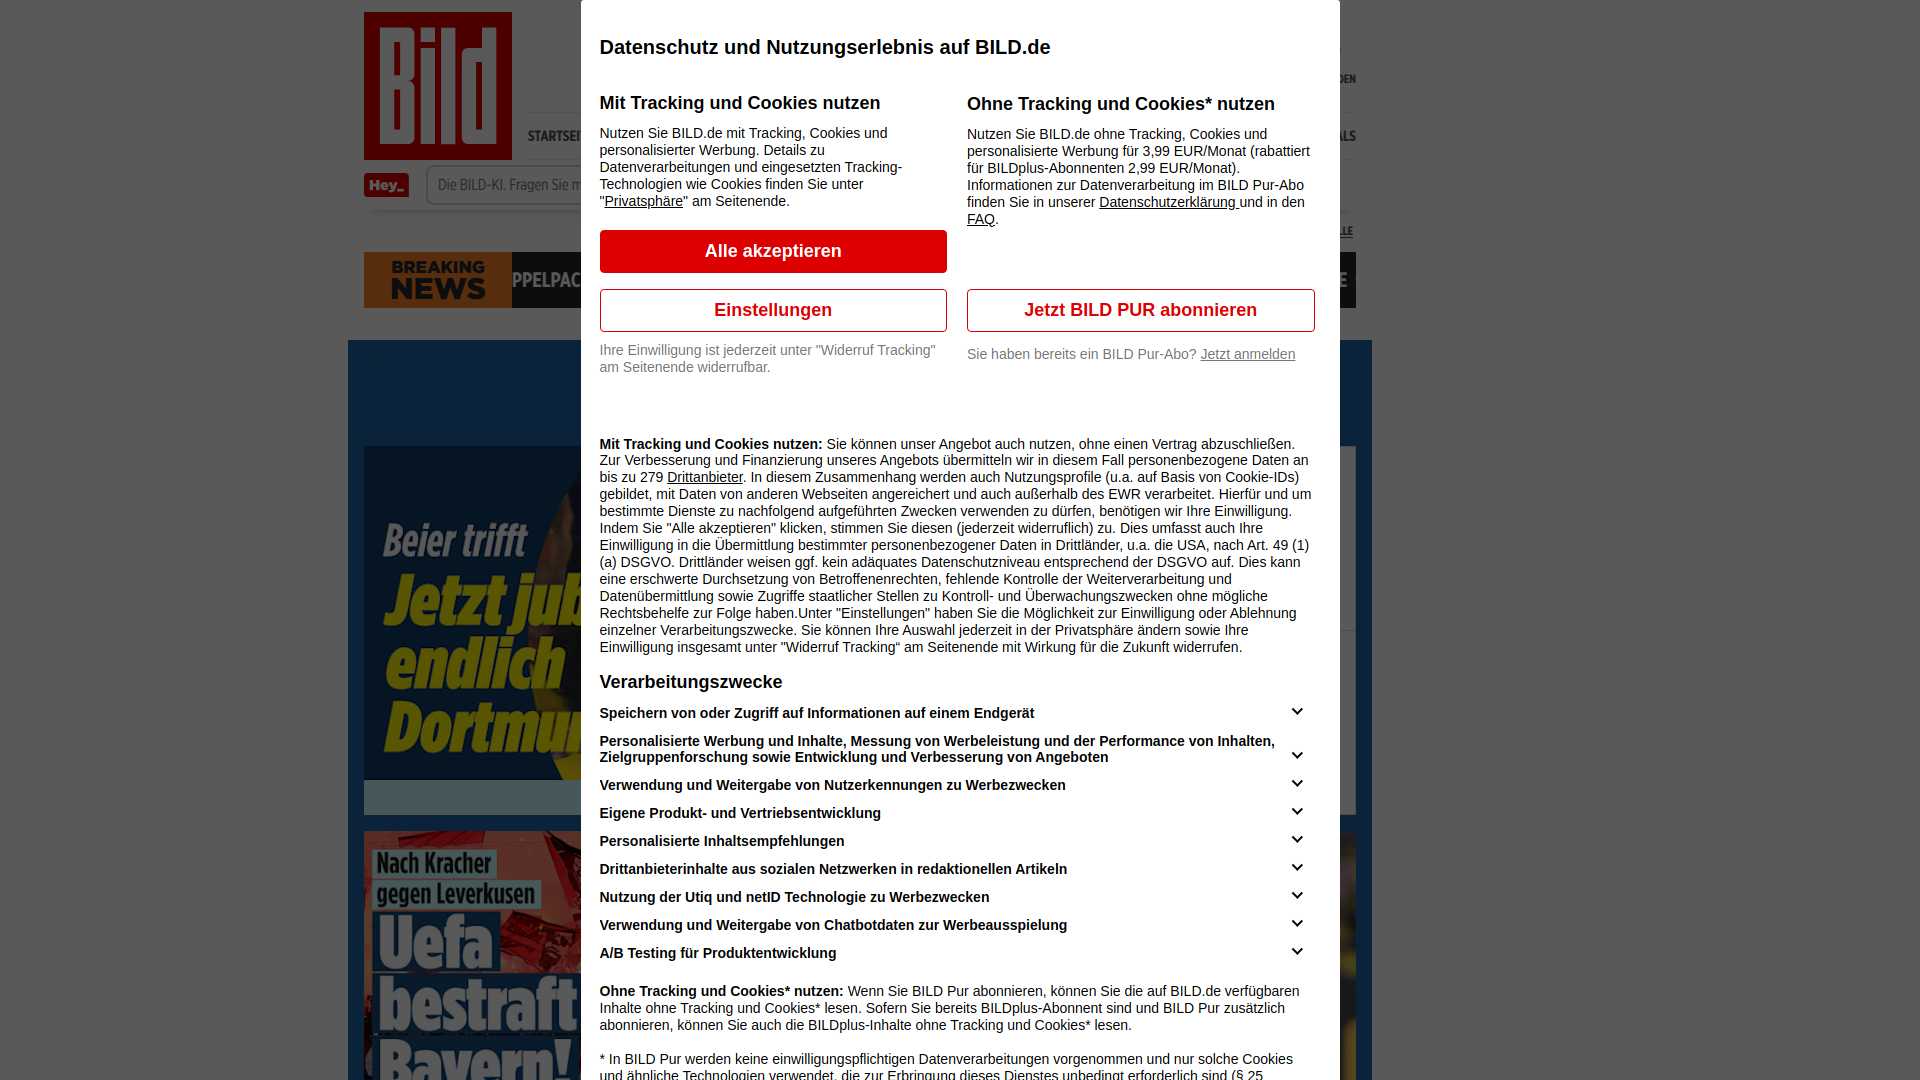 Bild
STARTSEI
Hey_
Die BILD-KI. Fragen Sie m
BREAKING
NEWS
PPELPAC
Beier trifft
Jetzt jub
endlich
Dortmu
Nach Kracher
gegen Leverkusen
Uefa
bestraft
Bayern!
Datenschutz und Nutzungserlebnis auf BILD.de
Mit Tracking und Cookies nutzen
Nutzen Sie BILD.de mit Tracking, Cookies und
personalisierter Werbung. Details zu
Datenverarbeitungen und eingesetzten Tracking-
Technologien wie Cookies finden Sie unter
"Privatsphäre" am Seitenende.
Alle akzeptieren
Einstellungen
Ihre Einwilligung ist jederzeit unter "Widerruf Tracking"
am Seitenende widerrufbar.
Ohne Tracking und Cookies* nutzen
Nutzen Sie BILD.de ohne Tracking, Cookies und
personalisierte Werbung für 3,99 EUR/Monat (rabattiert
für BILDplus-Abonnenten 2,99 EUR/Monat).
Informationen zur Datenverarbeitung im BILD Pur-Abo
finden Sie in unserer Datenschutzerklärung und in den
FAQ.
Jetzt BILD PUR abonnieren
Sie haben bereits ein BILD Pur-Abo? Jetzt anmelden
Mit Tracking und Cookies nutzen: Sie können unser Angebot auch nutzen, ohne einen Vertrag abzuschließen.
Zur Verbesserung und Finanzierung unseres Angebots übermitteln wir in diesem Fall personenbezogene Daten an
bis zu 279 Drittanbieter. In diesem Zusammenhang werden auch Nutzungsprofile (u.a. auf Basis von Cookie-IDs)
gebildet, mit Daten von anderen Webseiten angereichert und auch außerhalb des EWR verarbeitet. Hierfür und um
bestimmte Dienste zu nachfolgend aufgeführten Zwecken verwenden zu dürfen, benötigen wir Ihre Einwilligung.
Indem Sie "Alle akzeptieren" klicken, stimmen Sie diesen (jederzeit widerruflich) zu. Dies umfasst auch Ihre
Einwilligung in die Übermittlung bestimmter personenbezogener Daten in Drittländer, u.a. die USA, nach Art. 49 (1)
(a) DSGVO. Drittländer weisen ggf. kein adäquates Datenschutzniveau entsprechend der DSGVO auf. Dies kann
eine erschwerte Durchsetzung von Betroffenenrechten, fehlende Kontrolle der Weiterverarbeitung und
Datenübermittlung sowie Zugriffe staatlicher Stellen zu Kontroll- und Überwachungszwecken ohne mögliche
Rechtsbehelfe zur Folge haben.Unter "Einstellungen" haben Sie die Möglichkeit zur Einwilligung oder Ablehnung
einzelner Verarbeitungszwecke. Sie können Ihre Auswahl jederzeit in der Privatsphäre ändern sowie Ihre
Einwilligung insgesamt unter "Widerruf Tracking“ am Seitenende mit Wirkung für die Zukunft widerrufen.
Verarbeitungszwecke
Speichern von oder Zugriff auf Informationen auf einem Endgerät
Personalisierte Werbung und Inhalte, Messung von Werbeleistung und der Performance von Inhalten,
Zielgruppenforschung sowie Entwicklung und Verbesserung von Angeboten
Verwendung und Weitergabe von Nutzerkennungen zu Werbezwecken
Eigene Produkt- und Vertriebsentwicklung
Personalisierte Inhaltsempfehlungen
Drittanbieterinhalte aus sozialen Netzwerken in redaktionellen Artikeln
Nutzung der Utiq und netID Technologie zu Werbezwecken
Verwendung und Weitergabe von Chatbotdaten zur Werbeausspielung
A/B Testing für Produktentwicklung
Ohne Tracking und Cookies* nutzen: Wenn Sie BILD Pur abonnieren, können Sie die auf BILD.de verfügbaren
Inhalte ohne Tracking und Cookies* lesen. Sofern Sie bereits BILDplus-Abonnent sind und BILD Pur zusätzlich
abonnieren, können Sie auch die BILDplus-Inhalte ohne Tracking und Cookies* lesen.
* In BILD Pur werden keine einwilligungspflichtigen Datenverarbeitungen vorgenommen und nur solche Cookies
und ähnliche Technologien verwendet, die zur Erbringung dieses Dienstes unbedingt erforderlich sind (§ 25
DEN
ALS
LLE
E